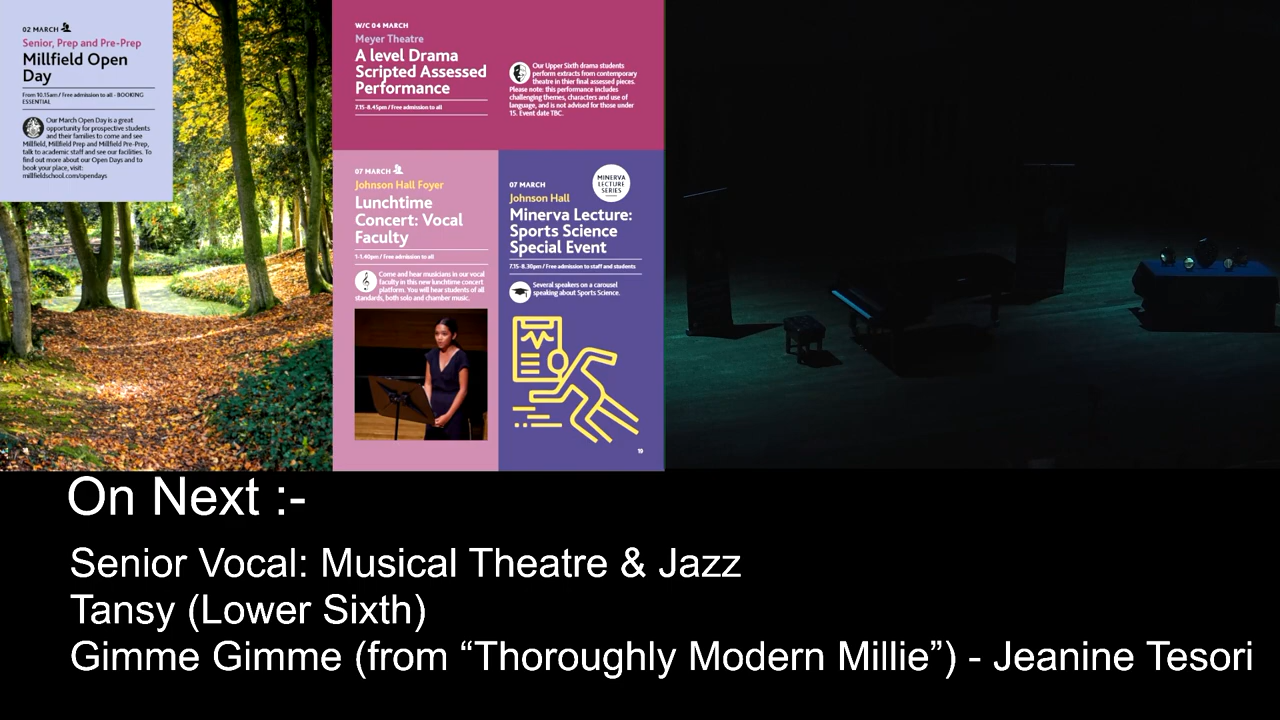 02 MARCH
Senior, Prep and Pre-Prep
Millfield Open
Day
From 10.15am / Free admission to all - BOOKING
ESSENTIAL
Our March Open Day is a great
opportunity for prospective students
and their families to come and see
Millfield, Millfield Prep and Millfield Pre-Prep,
talk to academic staff and see our facilities. To
find out more about our Open Days and to
book your place, visit:
millfieldschool.com/opendays
W/C 04 MARCH
Meyer Theatre
A level Drama
Scripted Assessed
Performance
7.15-8.45pm / Free admission to all
Our Upper Sixth drama students
perform extracts from contemporary
theatre in thier final assessed pieces.
Please note: this performance includes
challenging themes, characters and use of
language, and is not advised for those under
15. Event date TBC.
07 MARCH
Johnson Hall Foyer
Lunchtime
Concert: Vocal
Faculty
1-1.40pm / Free admission to all
Come and hear musicians in our vocal
faculty in this new lunchtime concert
platform. You will hear students of all
standards, both solo and chamber music.
MINERVA
LECTURE
SERIES
07 MARCH
Johnson Hall
Minerva Lecture:
Sports Science
Special Event
7.15-8.30pm / Free admission to staff and students
Several speakers on a carousel
speaking about Sports Science.
19
On Next :-
Senior Vocal: Musical Theatre & Jazz
Tansy (Lower Sixth)
Gimme Gimme (from “Thoroughly Modern Millie”) - Jeanine Tesori